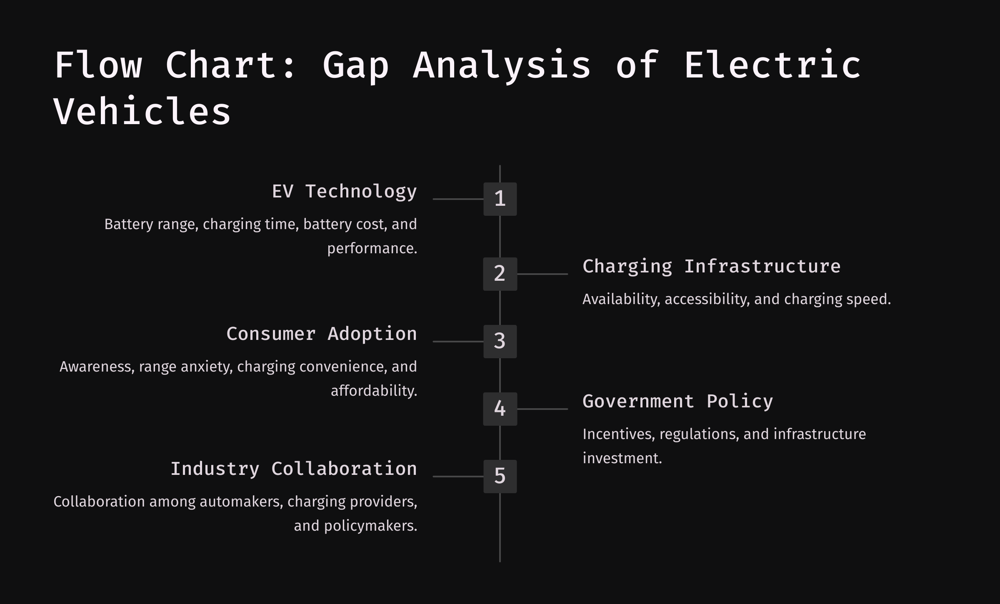 Flow Chart: Gap Analysis of Electric
Vehicles
EV Technology
1
Battery range, charging time, battery cost, and
performance.
2
Charging Infrastructure
Availability, accessibility, and charging speed.
Consumer Adoption
3
Awareness, range anxiety, charging convenience, and
affordability.
4
Government Policy
Incentives, regulations, and infrastructure
investment.
Industry Collaboration
5
Collaboration among automakers, charging providers,
and policymakers.